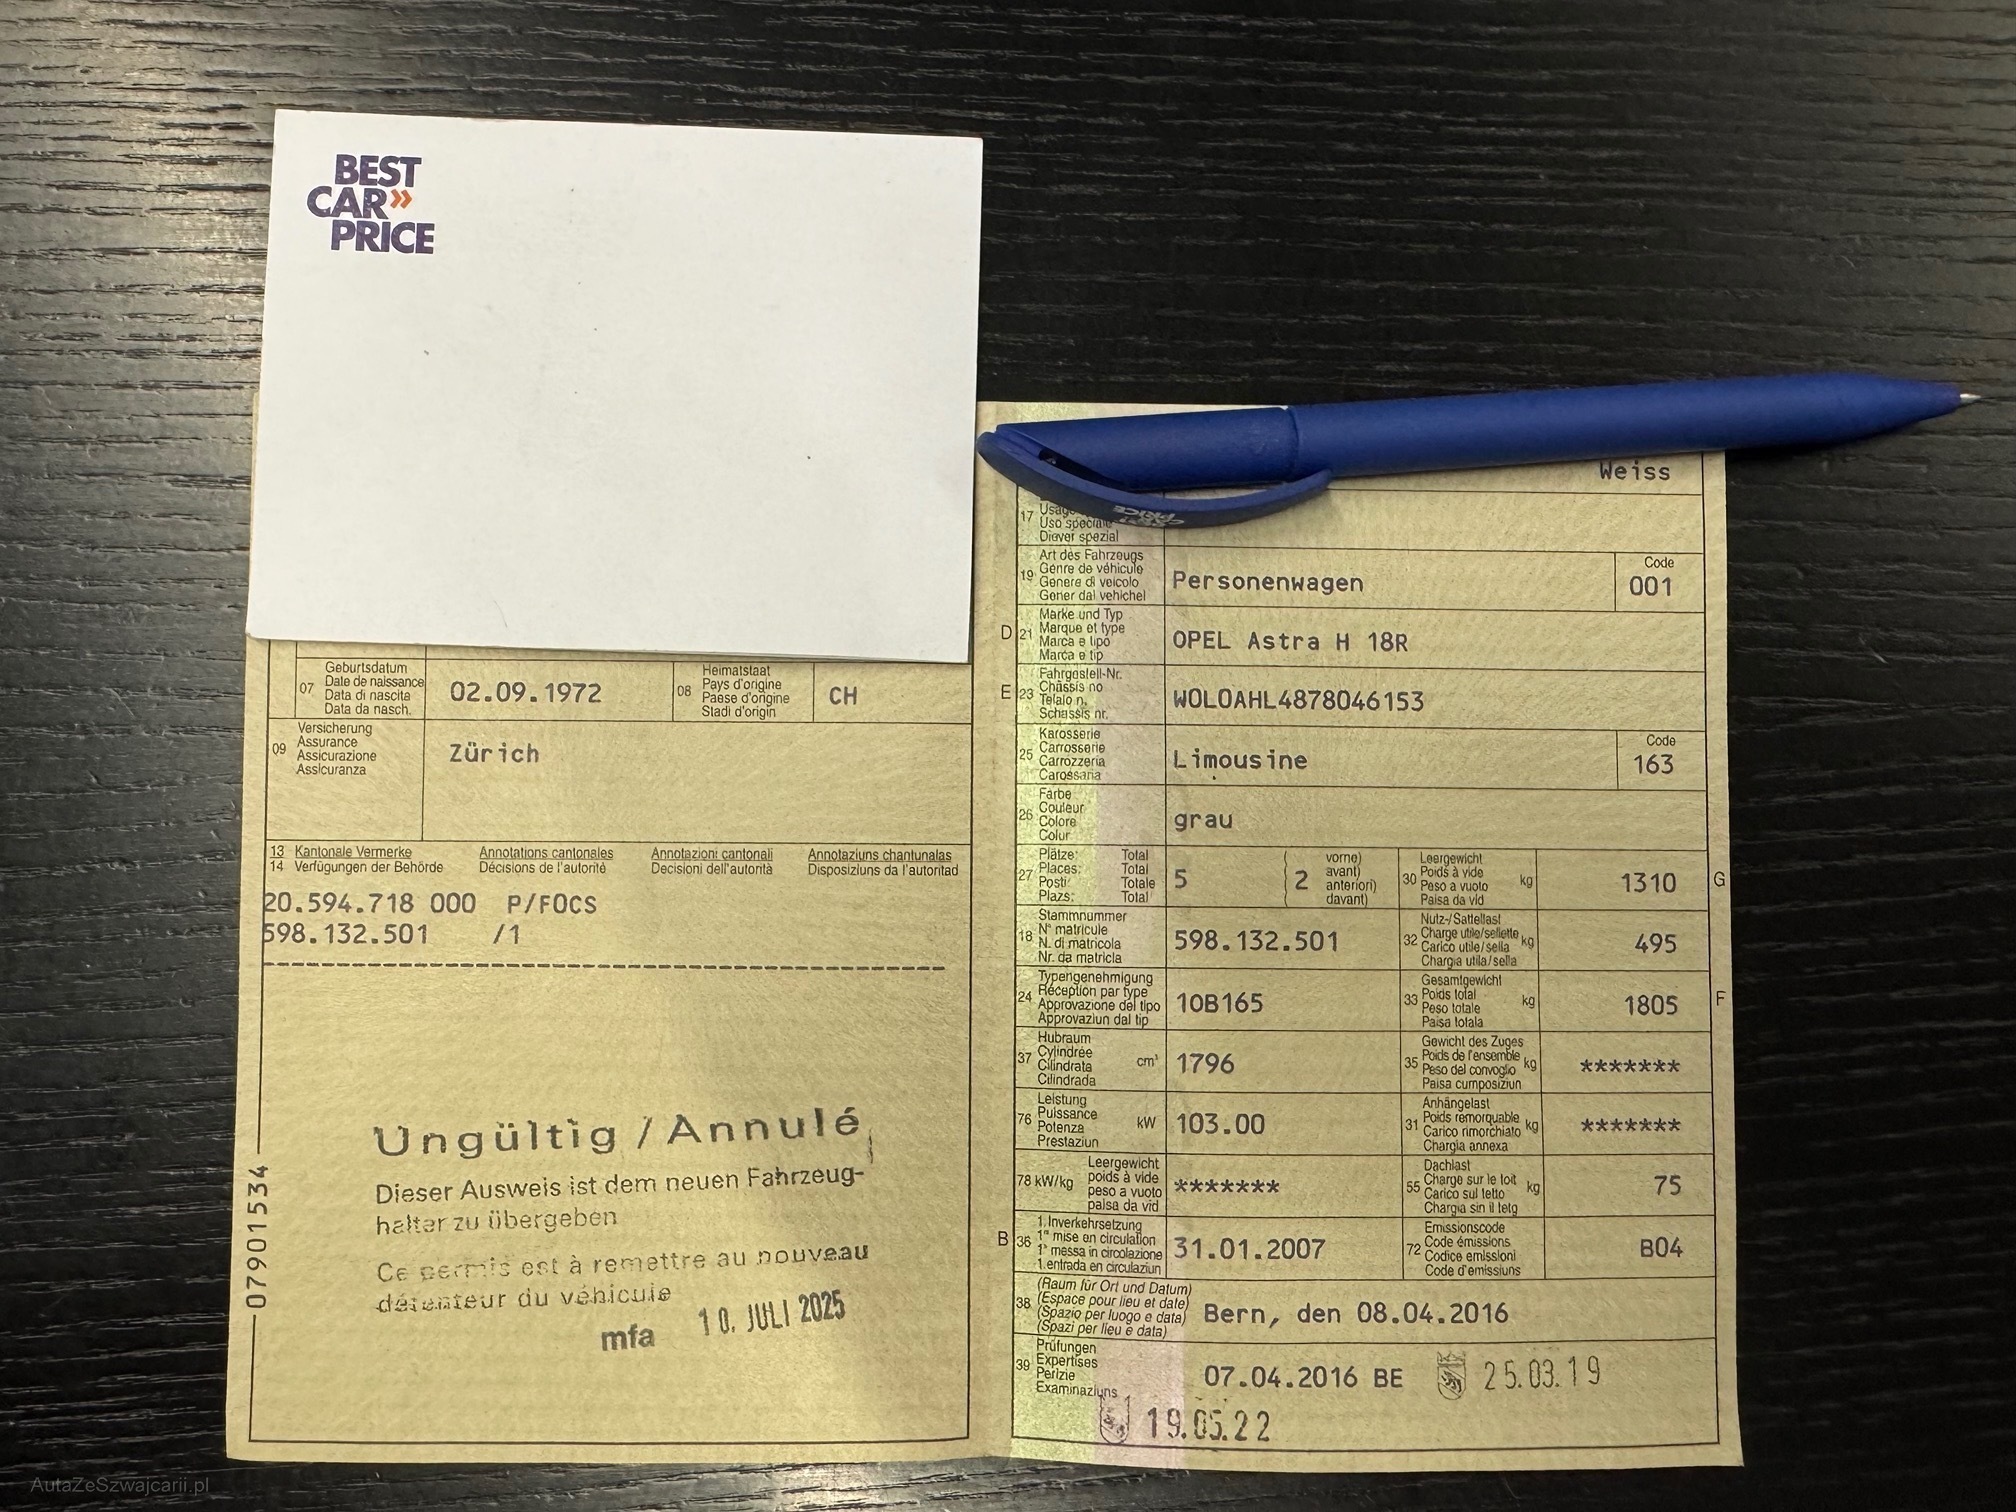 BEST
CAR»
PRICE
07 Geburtsdatum
Date de naissance
Data di nascita
Data da nasch.
02.09.1972
08 Heimatstaat
Pays d'origine
Paese d'origine
Stadi d'origin
CH
09 Versicherung
Assurance
Assicurazione
Assicuranza
Zürich
13 Kantonale Vermerke Annotations cantonales Annotazioni cantonali Annotaziuns chantunalas
14 Verfügungen der Behörde Décisions de l'autorité Decisioni dell'autorità Disposiziuns da l'autoritad
20.594.718 000 P/FOCS
598.132.501 /1
Ungültig / Annulé
Dieser Ausweis ist dem neuen Fahrzeug-
halter zu übergeben
Ce permis est à remettre au nouveau
détenteur du véhicule
mfa 10. JULI 2025
07901534
Weiss
17 Usage
Uso speciale
Diever spezial
19 Art des Fahrzeugs
Genre de véhicule
Genere di veicolo
Gener dal vehichel
Personenwagen
Code
001
D 21 Marke und Typ
Marque et type
Marca e tipo
Marca e tip
OPEL Astra H 18R
E 23 Fahrgestell-Nr.
Châssis no
Telaio n.
Schassis nr.
WOLOAHL4878046153
25 Karosserie
Carrosserie
Carrozzeria
Carossaria
Limousine
Code
163
26 Farbe
Couleur
Colore
Colur
grau
27 Plätze: Total
Places: Total
Posti: Totale
Plazs: Total
5
2
vorne)
avant)
anteriori)
davant)
30 Leergewicht
Poids à vide
Peso a vuoto
Paisa da vid
kg
1310
G
18 Stammnummer
N° matricule
N. di matricola
Nr. da matricla
598.132.501
32 Nutz-/Sattellast
Charge utile/sellette
Carico utile/sella
Chargia utila/sella
kg
495
24 Typengenehmigung
Réception par type
Approvazione del tipo
Approvaziun dal tip
10B165
33 Gesamtgewicht
Poids total
Peso totale
Paisa totala
kg
1805
F
37 Hubraum
Cylindrée
Cilindrata
Cilindrada
cm³
1796
35 Gewicht des Zuges
Poids de l'ensemble
Peso del convoglio
Paisa cumposiziun
kg
*******
76 Leistung
Puissance
Potenza
Prestaziun
kW
103.00
31 Anhängelast
Poids remorquable
Carico rimorchiato
Chargia annexa
kg
*******
78 kW/kg
Leergewicht
poids à vide
peso a vuoto
paisa da vid
*******
55 Dachlast
Charge sur le toit
Carico sul tetto
Chargia sin il tetg
kg
75
B 36 1. Inverkehrsetzung
1re mise en circulation
1a messa in circolazione
1. entrada en circulaziun
31.01.2007
72 Emissionscode
Code émissions
Codice emissioni
Code d'emissiuns
B04
38 (Raum für Ort und Datum)
(Espace pour lieu et date)
(Spazio per luogo e data)
(Spazi per lieu e data)
Bern, den 08.04.2016
39 Prüfungen
Expertises
Perizie
Examinaziuns
07.04.2016 BE 25.03.19
19.05.22
AutaZeSzwajcarii.pl